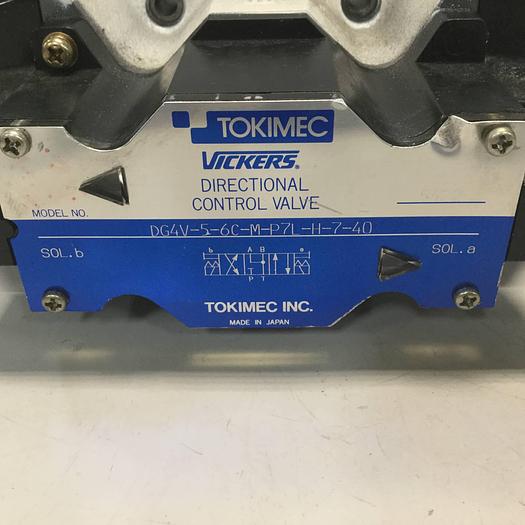 TOKIMEC
VICKERS®
DIRECTIONAL
CONTROL VALVE
MODEL NO.
DG4V-5-6C-M-P7L-H-7-40
SOL.b
b A B a
P T
SOL.a
TOKIMEC INC.
MADE IN JAPAN